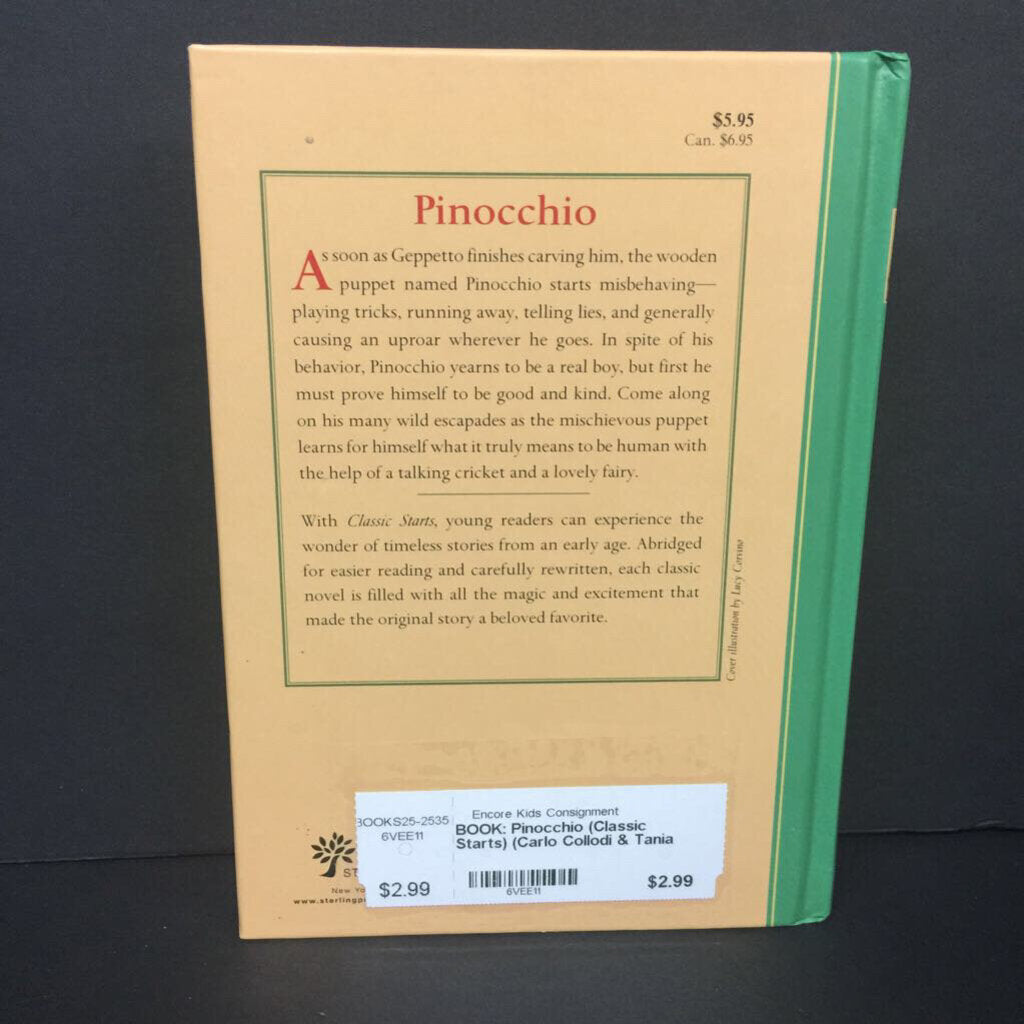 $5.95
Can. $6.95
Pinocchio
As soon as Geppetto finishes carving him, the wooden
puppet named Pinocchio starts misbehaving—
playing tricks, running away, telling lies, and generally
causing an uproar wherever he goes. In spite of his
behavior, Pinocchio yearns to be a real boy, but first he
must prove himself to be good and kind. Come along
on his many wild escapades as the mischievous puppet
learns for himself what it truly means to be human with
the help of a talking cricket and a lovely fairy.
With Classic Starts, young readers can experience the
wonder of timeless stories from an early age. Abridged
for easier reading and carefully rewritten, each classic
novel is filled with all the magic and excitement that
made the original story a beloved favorite.
Cover illustration by Lucy Corvino
BOOKS25-2535
6VEE11
$2.99
Encore Kids Consignment
BOOK: Pinocchio (Classic
Starts) (Carlo Collodi & Tania
6VEE11
$2.99
ST
New Yo
www.sterlingp